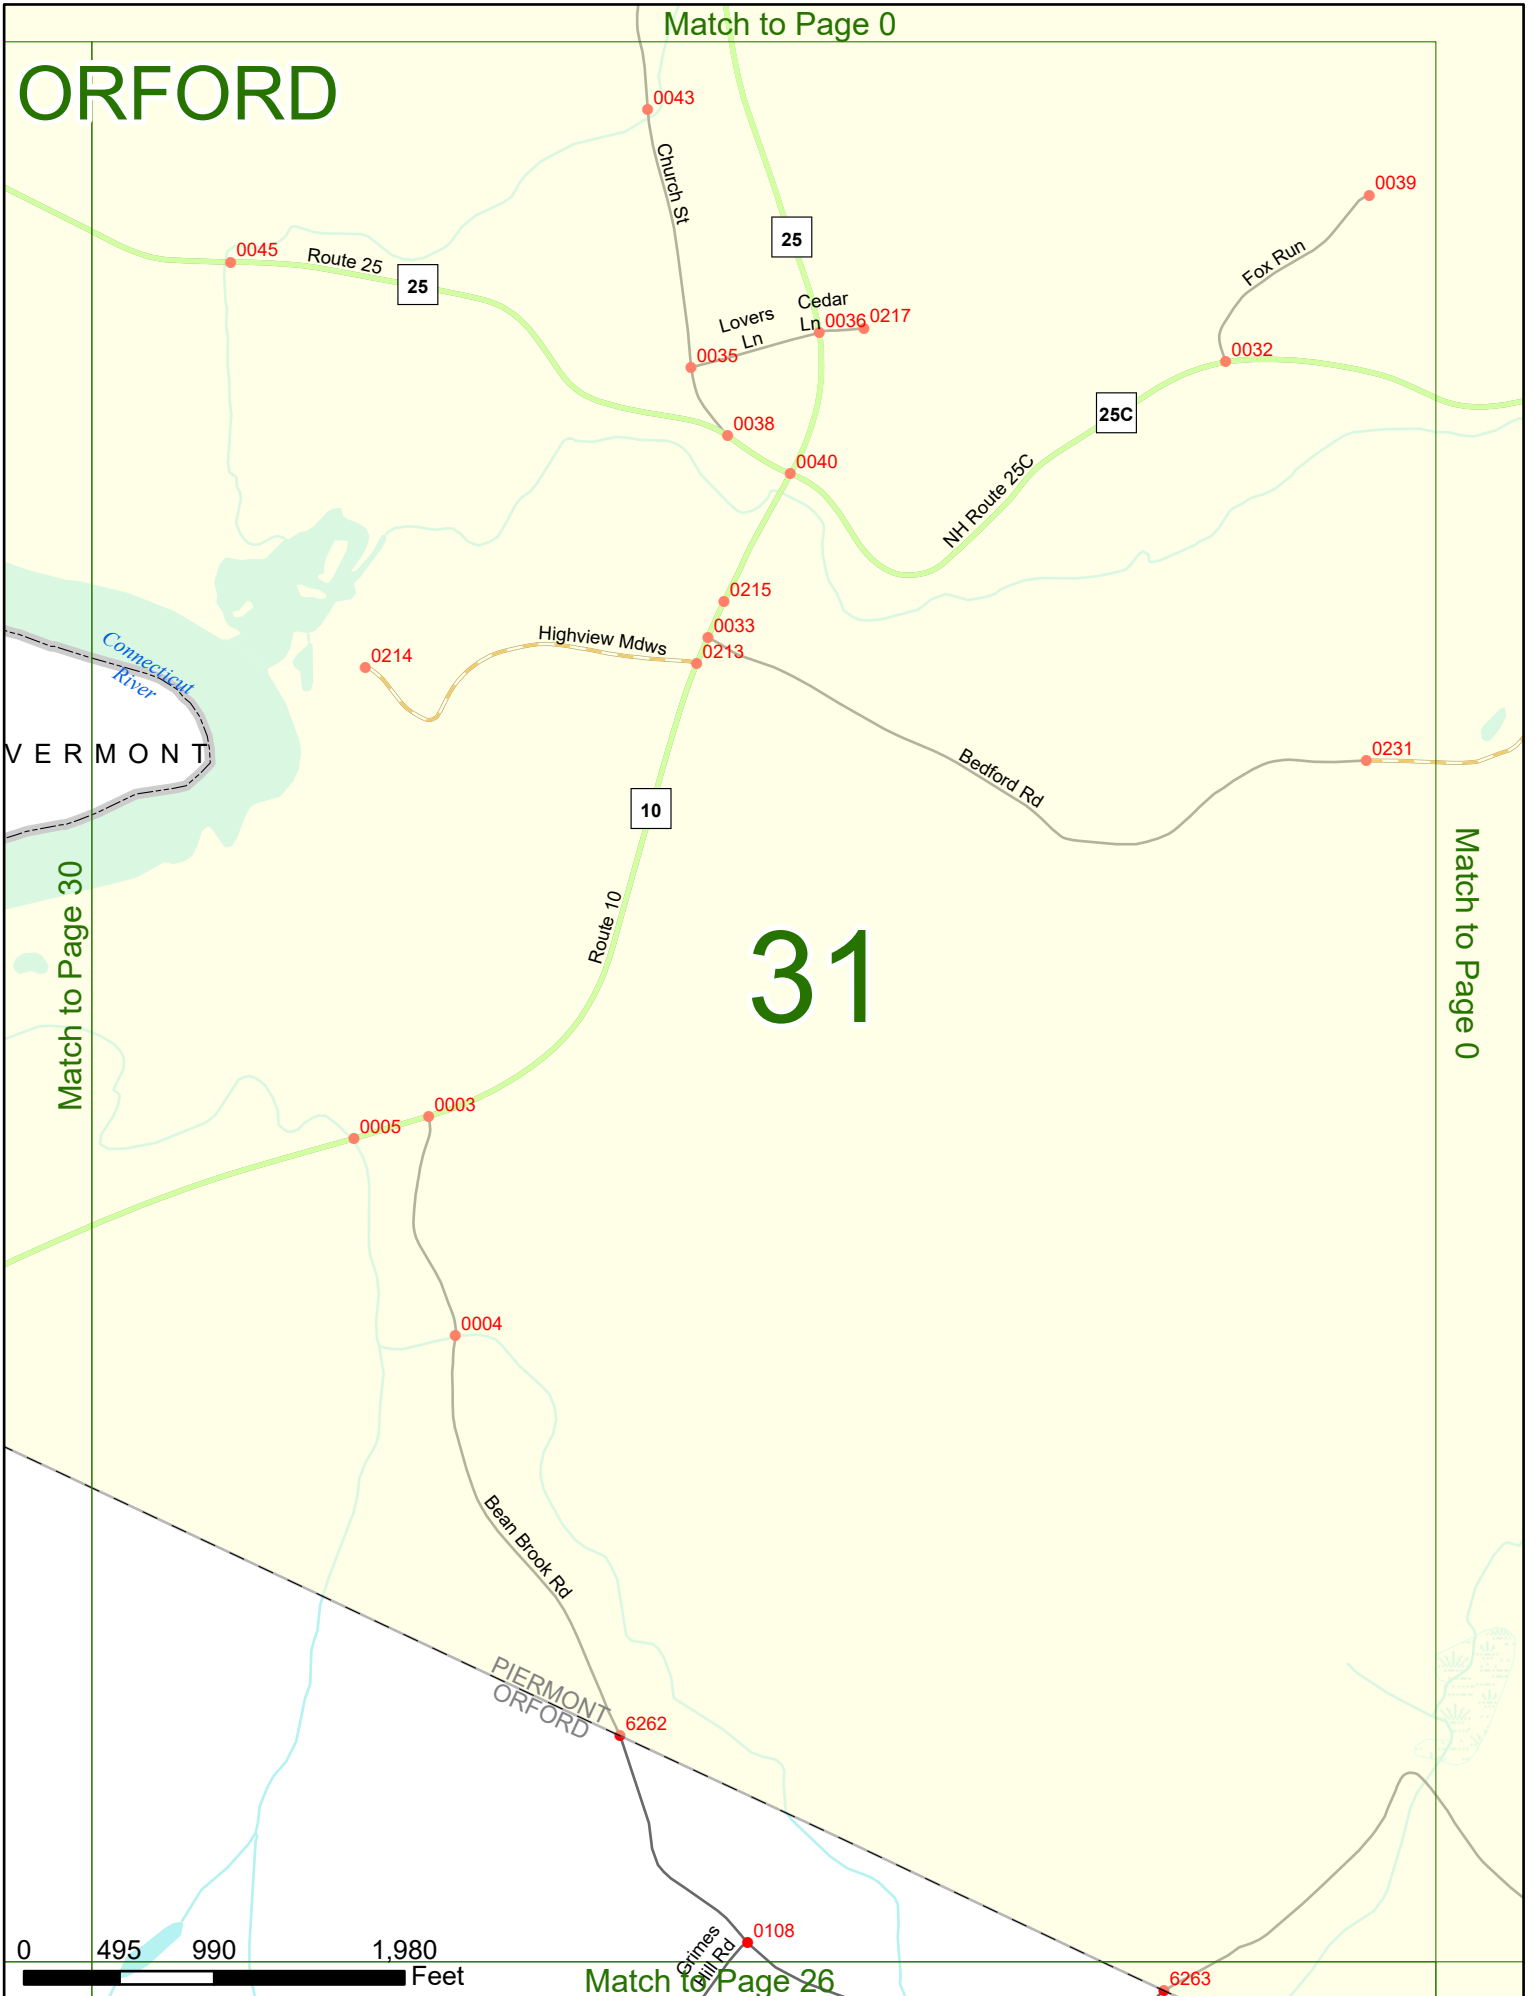 Match to Page 0
ORFORD
0043
Church St
0039
25
0045
Route 25
25
Fox Run
Cedar
Ln
0036
0217
Lovers
Ln
0035
0032
25C
0038
0040
NH Route 25C
0215
0033
Highview Mdws
0213
0214
Connecticut
River
VERMONT
0231
Bedford Rd
10
Route 10
31
Match to Page 30
Match to Page 0
0003
0005
0004
Bean Brook Rd
PIERMONT
ORFORD
6262
0108
Grimes
Hill Rd
0 495 990 1,980
Feet
Match to Page 26
6263